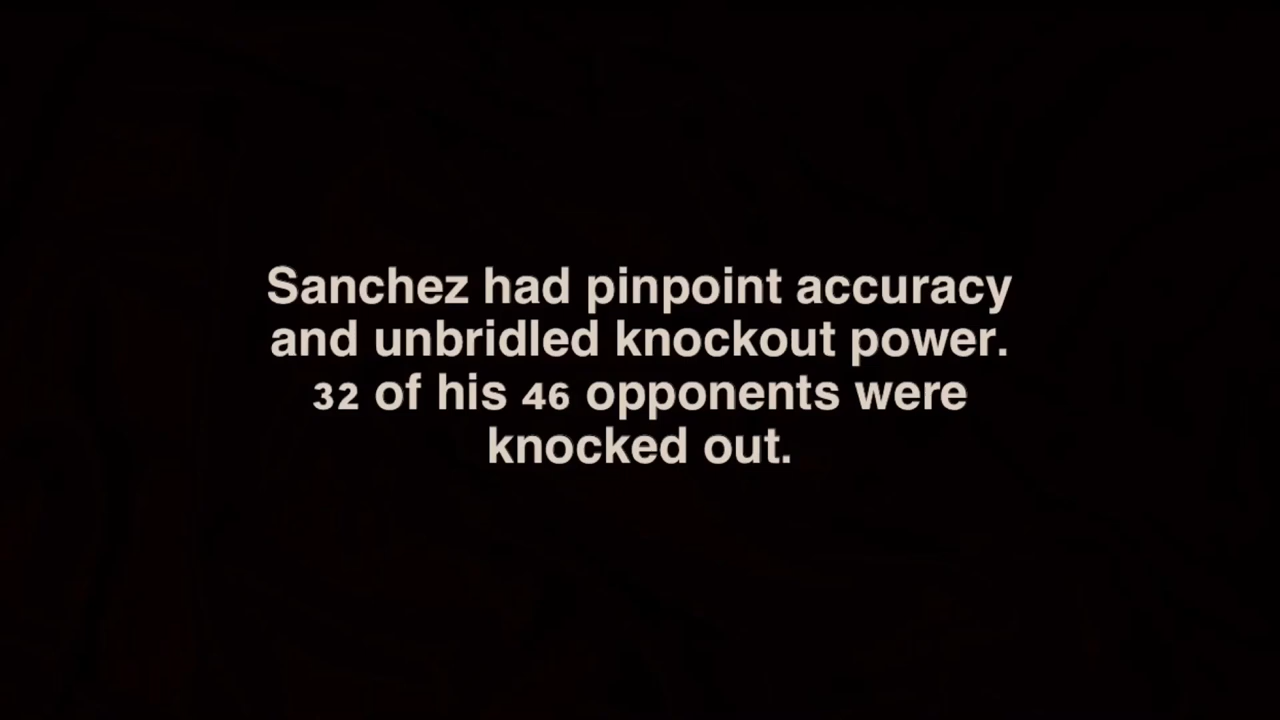 Sanchez had pinpoint accuracy
and unbridled knockout power.
32 of his 46 opponents were
knocked out.